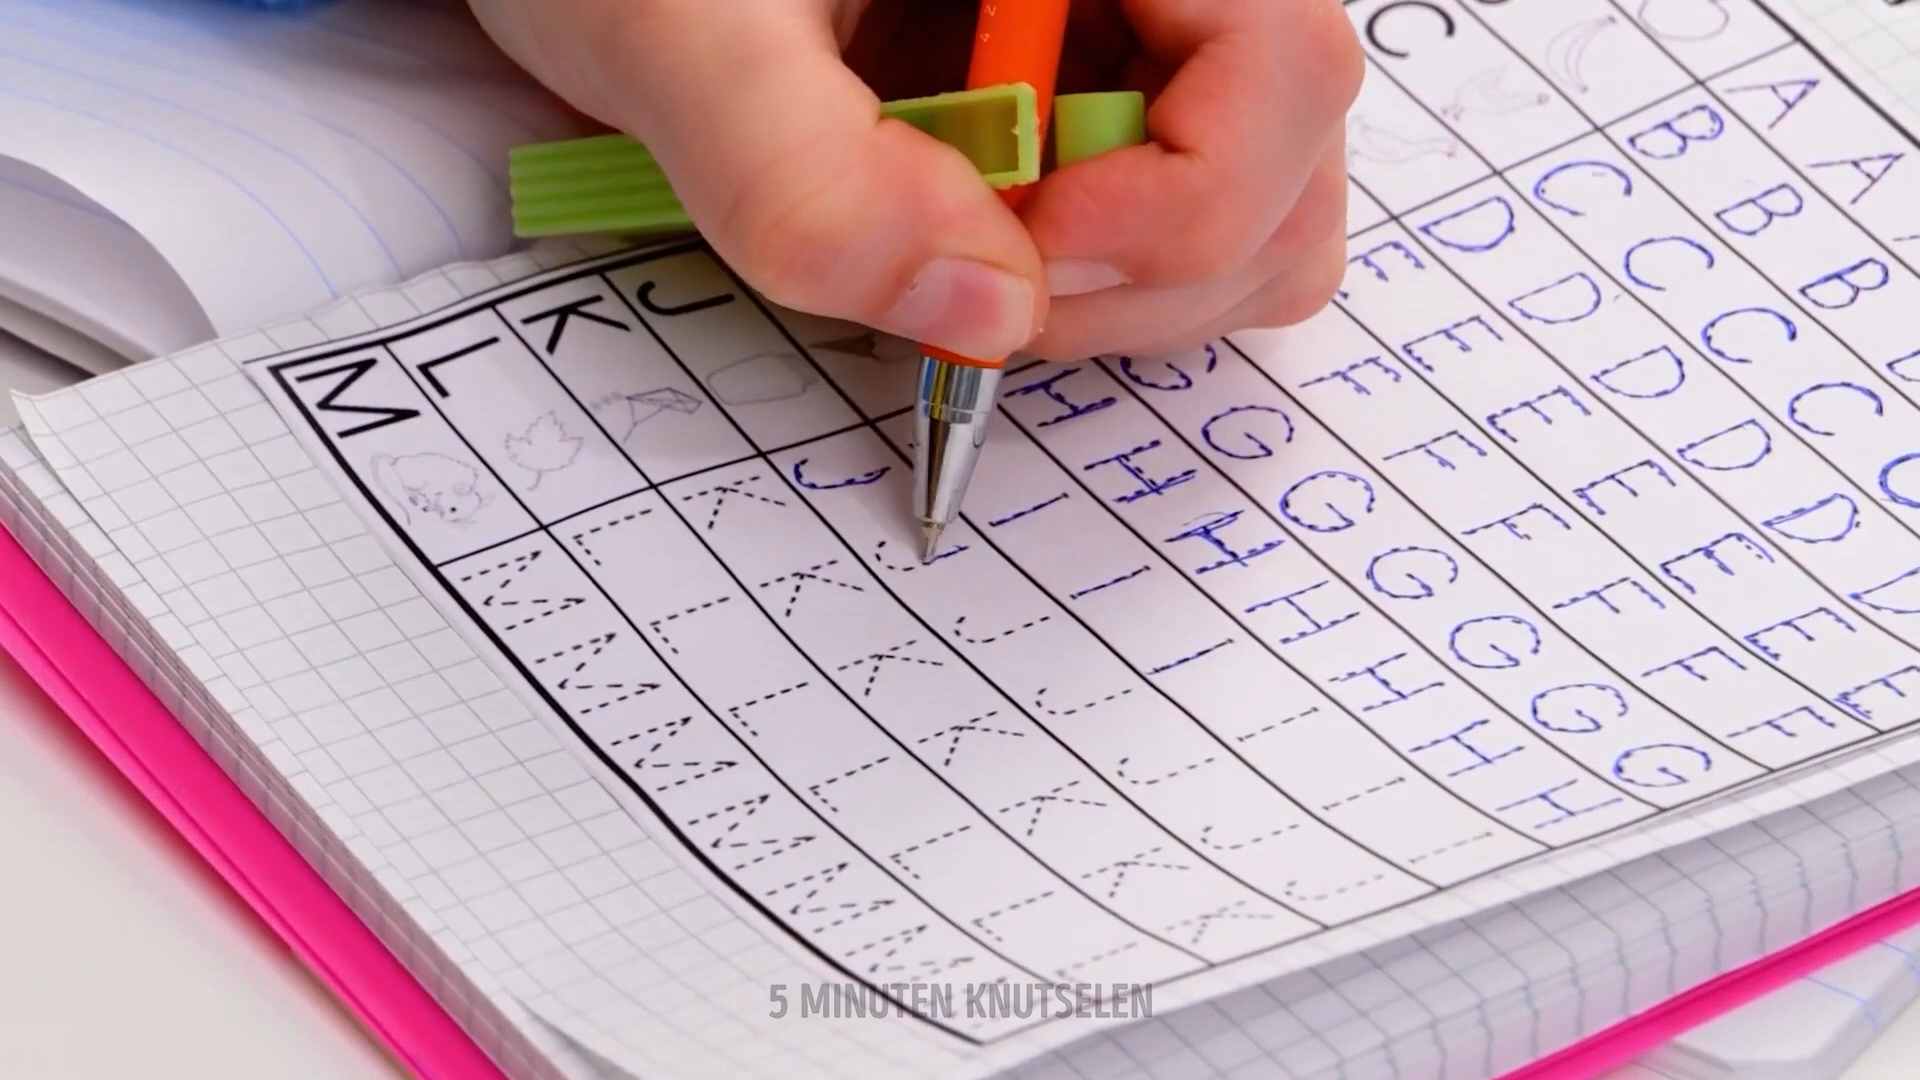 A A
B B B
C C C C C C
D D D D D D
E E E E E E E
F F F F F F
G G G G G G G
H H H H H H H
I I I I I I
J J J J J J J J
K K K K K K K K
L L L L L L L L
M M M M M M M M
5 MINUTEN KNUTSELEN